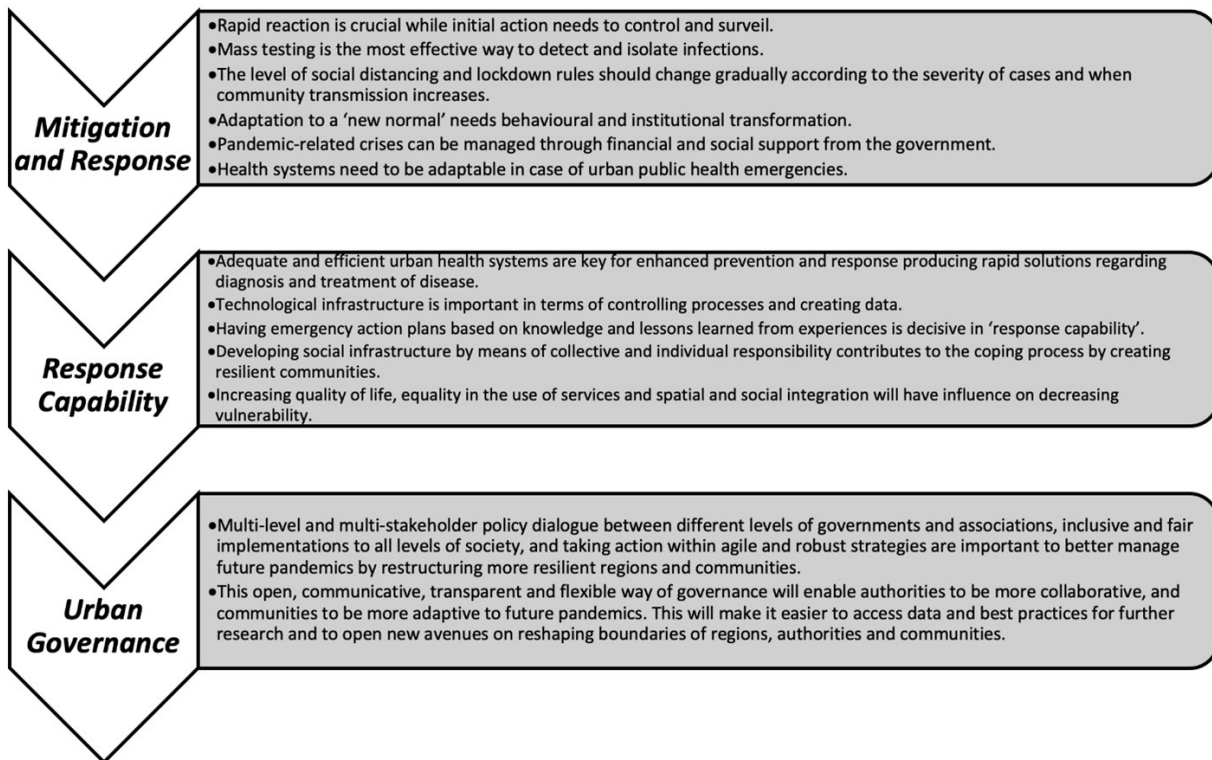 Mitigation
and Response
•Rapid reaction is crucial while initial action needs to control and surveil.
•Mass testing is the most effective way to detect and isolate infections.
•The level of social distancing and lockdown rules should change gradually according to the severity of cases and when
community transmission increases.
•Adaptation to a ‘new normal’ needs behavioural and institutional transformation.
•Pandemic-related crises can be managed through financial and social support from the government.
•Health systems need to be adaptable in case of urban public health emergencies.
Response
Capability
•Adequate and efficient urban health systems are key for enhanced prevention and response producing rapid solutions regarding
diagnosis and treatment of disease.
•Technological infrastructure is important in terms of controlling processes and creating data.
•Having emergency action plans based on knowledge and lessons learned from experiences is decisive in ‘response capability’.
•Developing social infrastructure by means of collective and individual responsibility contributes to the coping process by creating
resilient communities.
•Increasing quality of life, equality in the use of services and spatial and social integration will have influence on decreasing
vulnerability.
Urban
Governance
•Multi-level and multi-stakeholder policy dialogue between different levels of governments and associations, inclusive and fair
implementations to all levels of society, and taking action within agile and robust strategies are important to better manage
future pandemics by restructuring more resilient regions and communities.
•This open, communicative, transparent and flexible way of governance will enable authorities to be more collaborative, and
communities to be more adaptive to future pandemics. This will make it easier to access data and best practices for further
research and to open new avenues on reshaping boundaries of regions, authorities and communities.